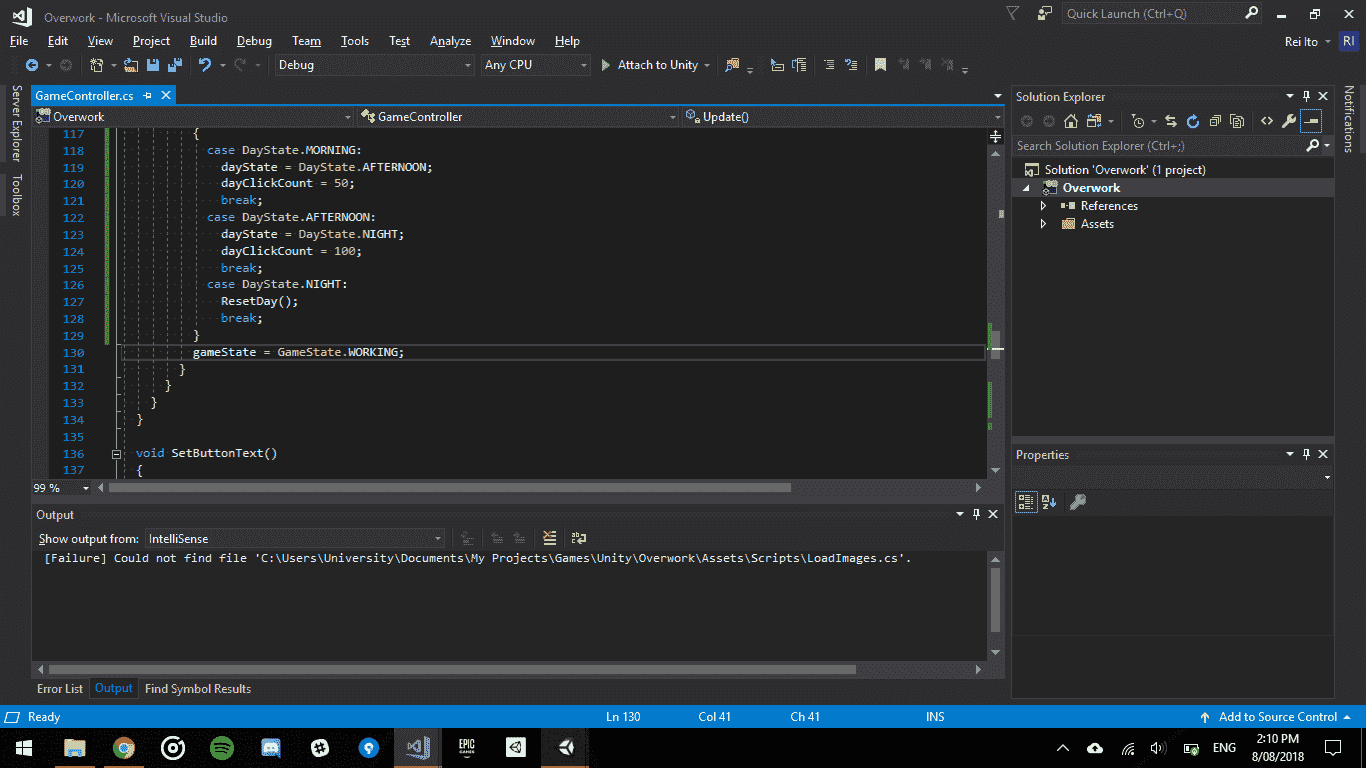 Overwork - Microsoft Visual Studio
Quick Launch (Ctrl+Q)
File Edit View Project Build Debug Team Tools Test Analyze Window Help
Rei Ito RI
Debug Any CPU Attach to Unity
Server Explorer
Toolbox
GameController.cs
Overwork GameController Update()
117 {
118 case DayState.MORNING:
119 dayState = DayState.AFTERNOON;
120 dayClickCount = 50;
121 break;
122 case DayState.AFTERNOON:
123 dayState = DayState.NIGHT;
124 dayClickCount = 100;
125 break;
126 case DayState.NIGHT:
127 ResetDay();
128 break;
129 }
130 gameState = GameState.WORKING;
131 }
132 }
133 }
134 }
135
136 void SetButtonText()
137 {
99 %
Output
Show output from: IntelliSense
[Failure] Could not find file 'C:\Users\University\Documents\My Projects\Games\Unity\Overwork\Assets\Scripts\LoadImages.cs'.
Error List Output Find Symbol Results
Solution Explorer
Search Solution Explorer (Ctrl+;)
Solution 'Overwork' (1 project)
Overwork
References
Assets
Properties
Notifications
Ready Ln 130 Col 41 Ch 41 INS Add to Source Control
EPIC
GAMES
ENG
2:10 PM
8/08/2018